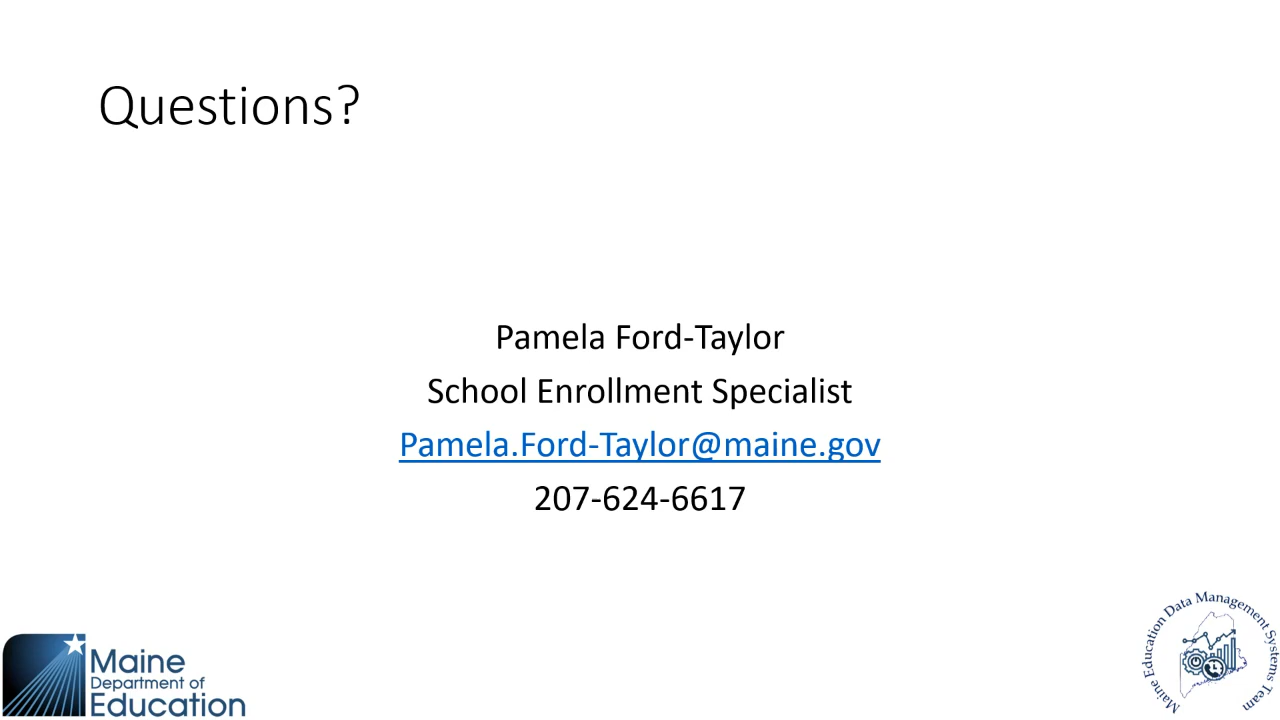 Questions?
Pamela Ford-Taylor
School Enrollment Specialist
Pamela.Ford-Taylor@maine.gov
207-624-6617
Maine
Department of
Education
Maine Education Data Management Systems Team